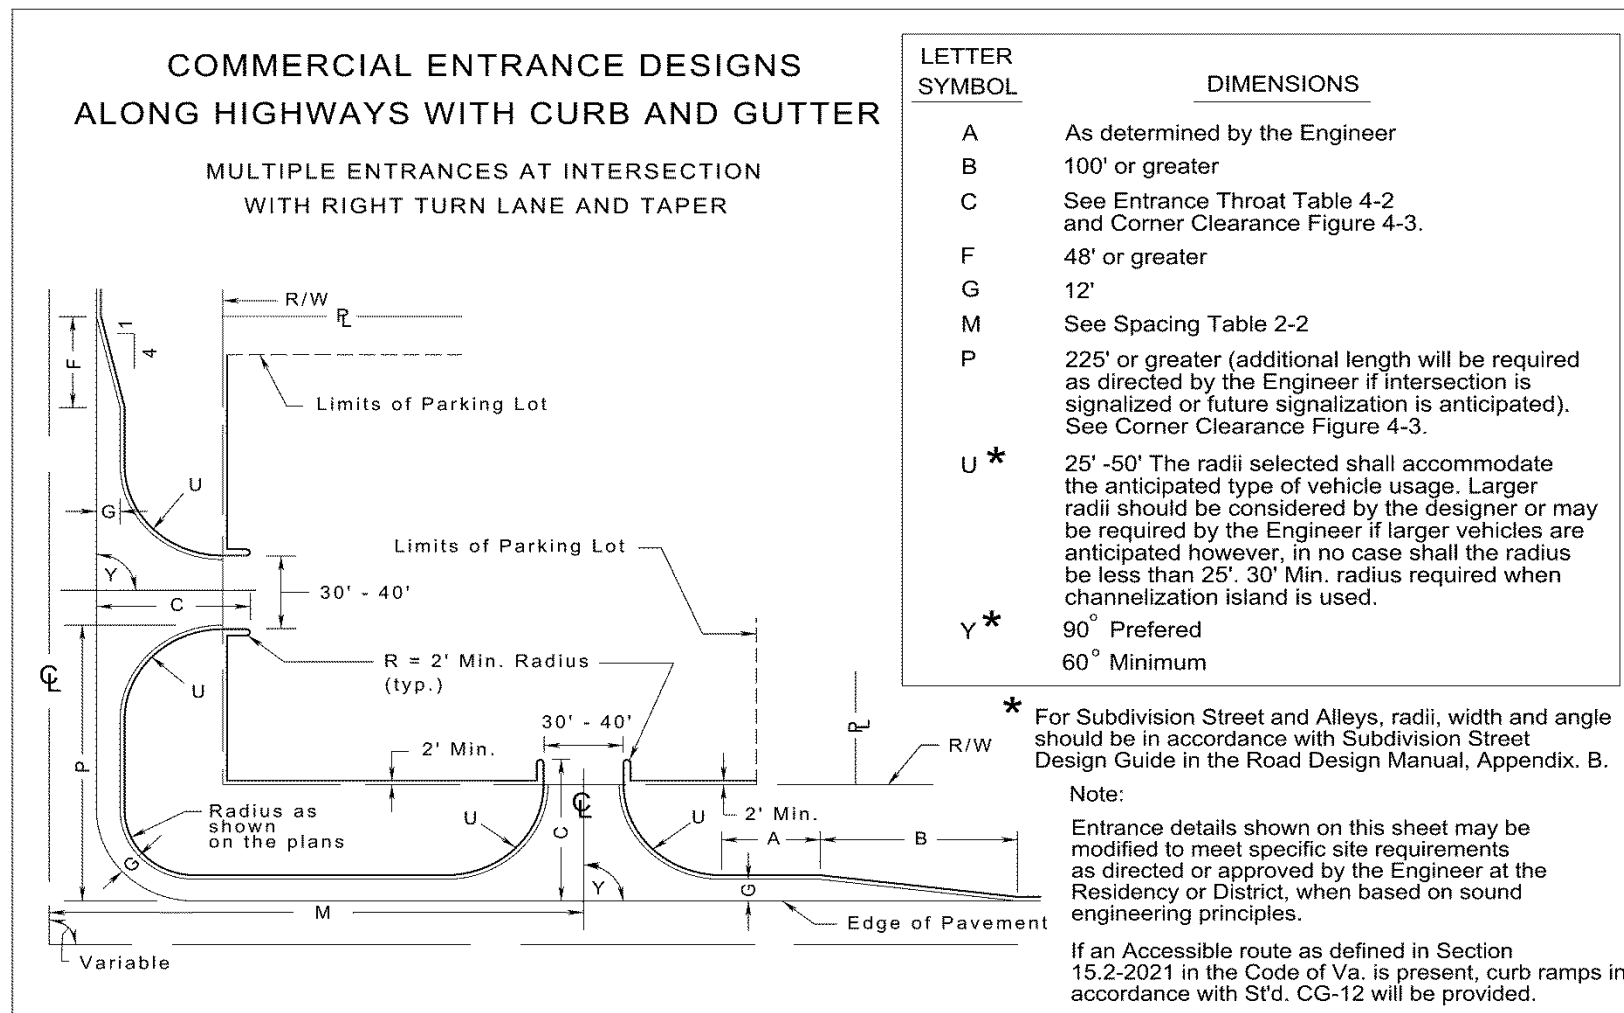 COMMERCIAL ENTRANCE DESIGNS
ALONG HIGHWAYS WITH CURB AND GUTTER
MULTIPLE ENTRANCES AT INTERSECTION
WITH RIGHT TURN LANE AND TAPER
LETTER
SYMBOL
DIMENSIONS
A As determined by the Engineer
B 100' or greater
C See Entrance Throat Table 4-2
and Corner Clearance Figure 4-3.
F 48' or greater
G 12'
M See Spacing Table 2-2
P 225' or greater (additional length will be required
as directed by the Engineer if intersection is
signalized or future signalization is anticipated).
See Corner Clearance Figure 4-3.
U * 25' -50' The radii selected shall accommodate
the anticipated type of vehicle usage. Larger
radii should be considered by the designer or may
be required by the Engineer if larger vehicles are
anticipated however, in no case shall the radius
be less than 25'. 30' Min. radius required when
channelization island is used.
Y * 90° Prefered
60° Minimum
* For Subdivision Street and Alleys, radii, width and angle
should be in accordance with Subdivision Street
Design Guide in the Road Design Manual, Appendix. B.
Note:
Entrance details shown on this sheet may be
modified to meet specific site requirements
as directed or approved by the Engineer at the
Residency or District, when based on sound
engineering principles.
If an Accessible route as defined in Section
15.2-2021 in the Code of Va. is present, curb ramps in
accordance with St'd. CG-12 will be provided.
R/W
PL
1
4
F
Limits of Parking Lot
U
G
Limits of Parking Lot
Y
30' - 40'
C
CL
R = 2' Min. Radius
(typ.)
U
30' - 40'
PL
R/W
2' Min.
P
CL
2' Min.
Radius as
shown
on the plans
U
C
U
A
B
G
Y
G
M
Edge of Pavement
Variable